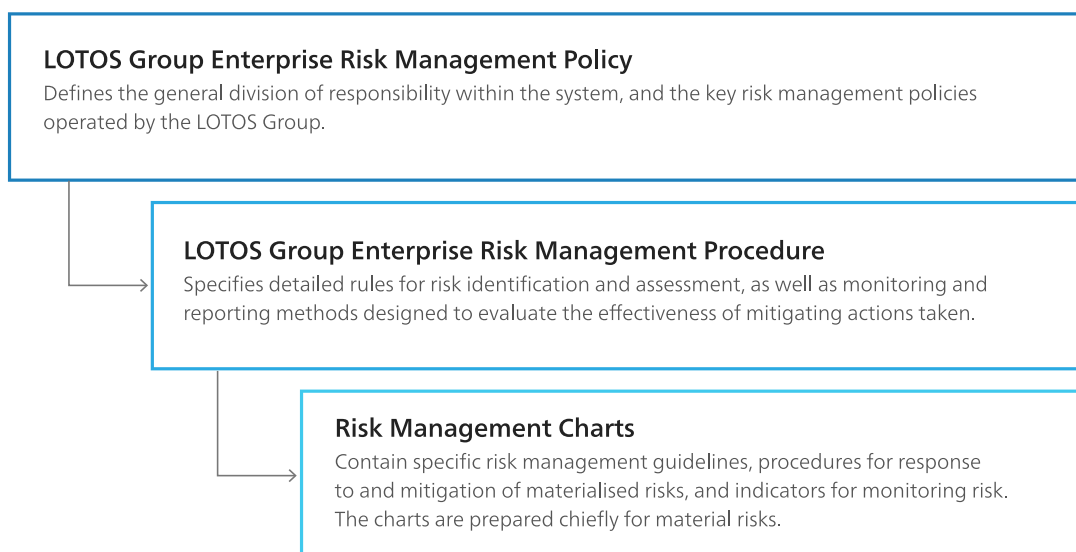 LOTOS Group Enterprise Risk Management Policy
Defines the general division of responsibility within the system, and the key risk management policies
operated by the LOTOS Group.
LOTOS Group Enterprise Risk Management Procedure
Specifies detailed rules for risk identification and assessment, as well as monitoring and
reporting methods designed to evaluate the effectiveness of mitigating actions taken.
Risk Management Charts
Contain specific risk management guidelines, procedures for response
to and mitigation of materialised risks, and indicators for monitoring risk.
The charts are prepared chiefly for material risks.